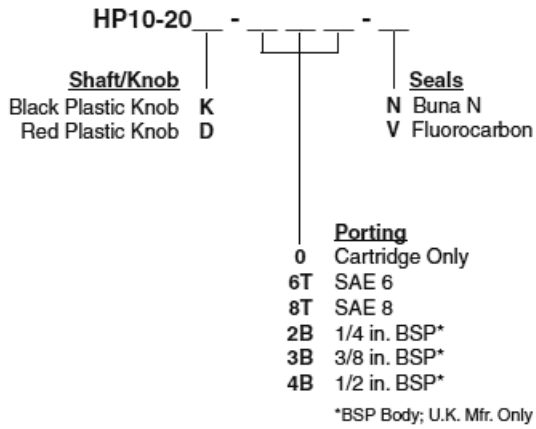 HP10-20__ - __ __ __ - __
Shaft/Knob
Black Plastic Knob K
Red Plastic Knob D
Seals
N Buna N
V Fluorocarbon
Porting
0 Cartridge Only
6T SAE 6
8T SAE 8
2B 1/4 in. BSP*
3B 3/8 in. BSP*
4B 1/2 in. BSP*
*BSP Body; U.K. Mfr. Only